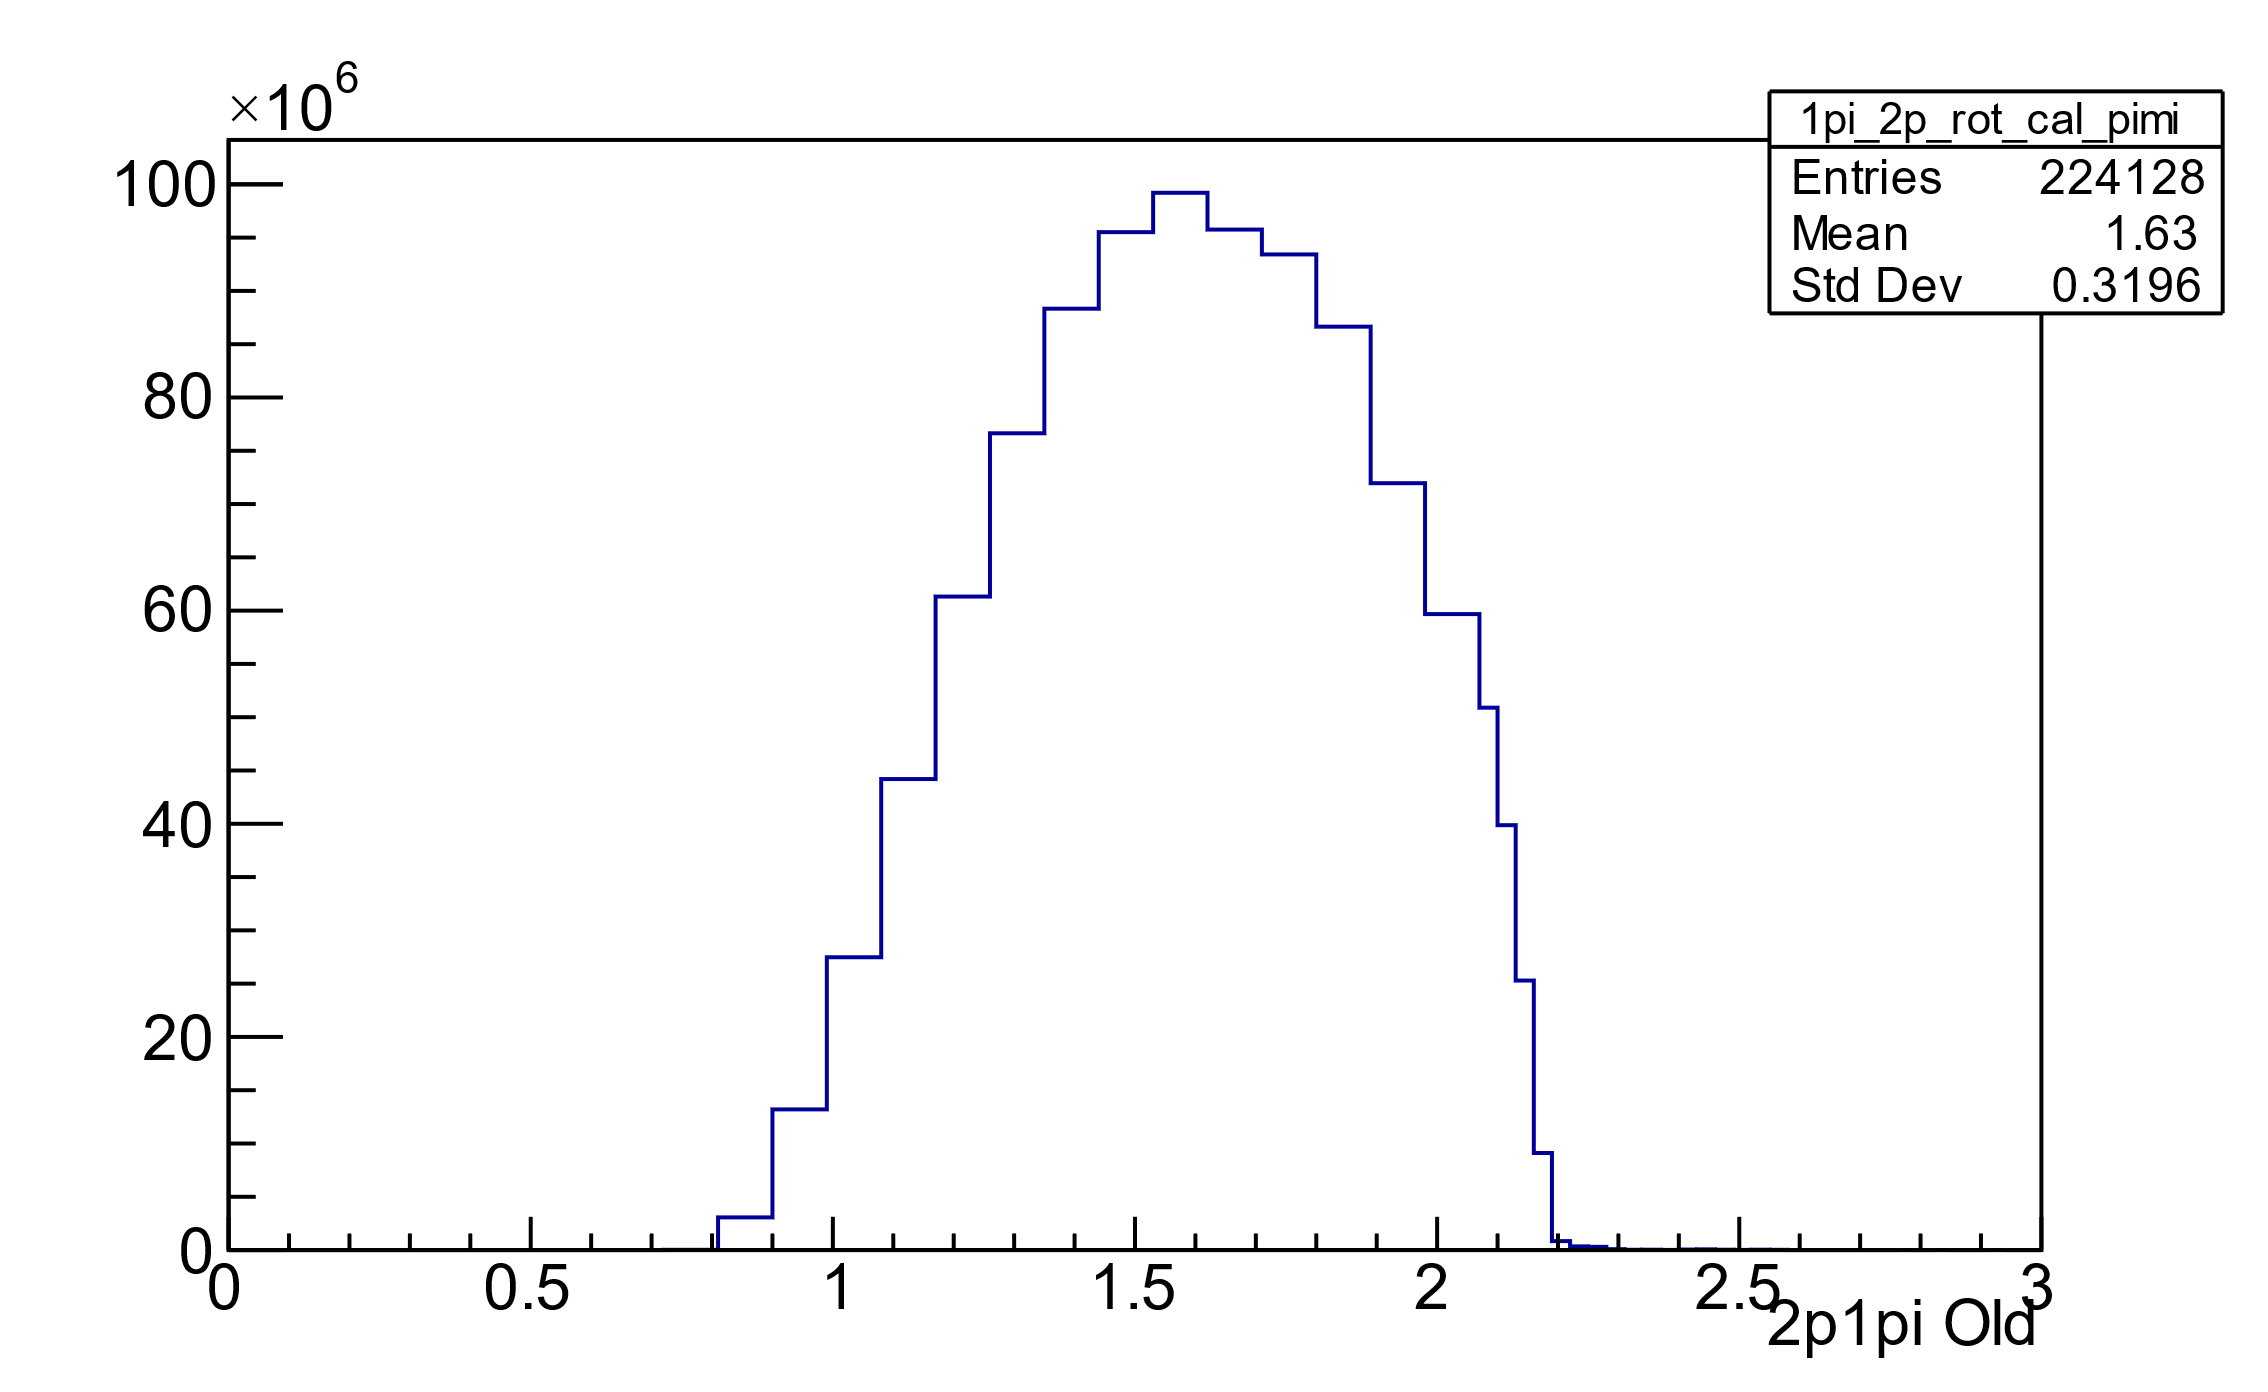 ×10^6
1pi_2p_rot_cal_pimi
Entries 224128
Mean 1.63
Std Dev 0.3196
100
80
60
40
20
0
0 0.5 1 1.5 2 2.5 3
2p1pi Old